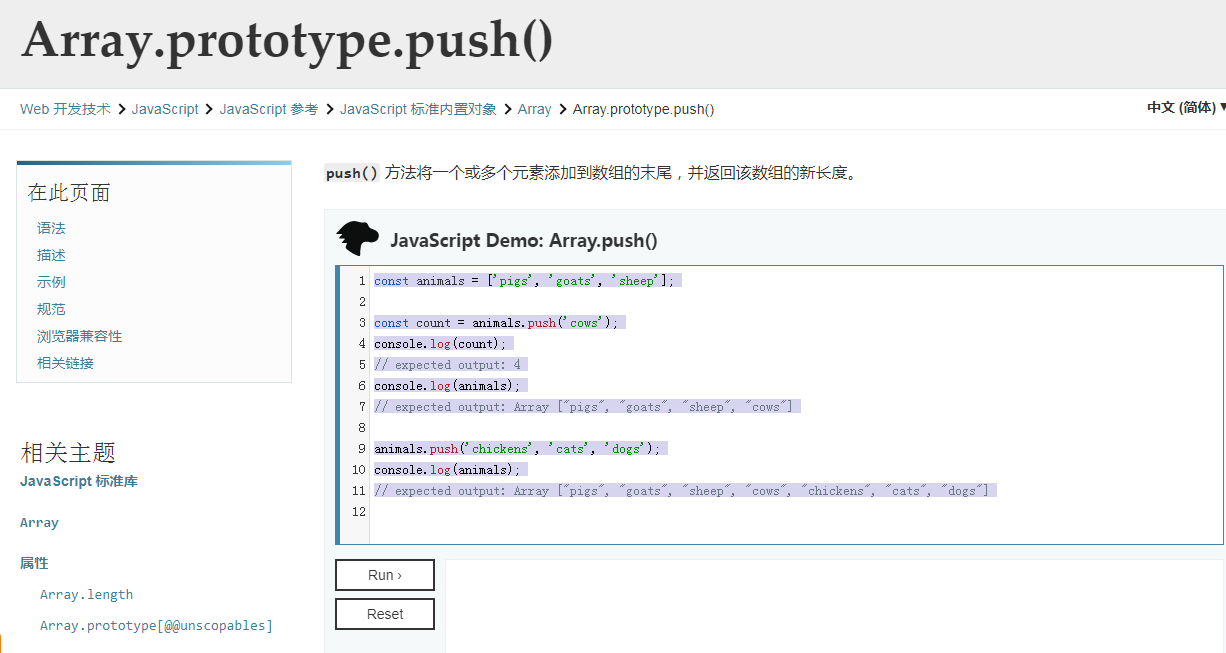 Array.prototype.push()
Web 开发技术 > JavaScript > JavaScript 参考 > JavaScript 标准内置对象 > Array > Array.prototype.push()
中文 (简体) ▼
在此页面
语法
描述
示例
规范
浏览器兼容性
相关链接
相关主题
JavaScript 标准库
Array
属性
Array.length
Array.prototype[@@unscopables]
push() 方法将一个或多个元素添加到数组的末尾，并返回该数组的新长度。
JavaScript Demo: Array.push()
1 const animals = ['pigs', 'goats', 'sheep'];
2
3 const count = animals.push('cows');
4 console.log(count);
5 // expected output: 4
6 console.log(animals);
7 // expected output: Array ["pigs", "goats", "sheep", "cows"]
8
9 animals.push('chickens', 'cats', 'dogs');
10 console.log(animals);
11 // expected output: Array ["pigs", "goats", "sheep", "cows", "chickens", "cats", "dogs"]
12
Run ›
Reset